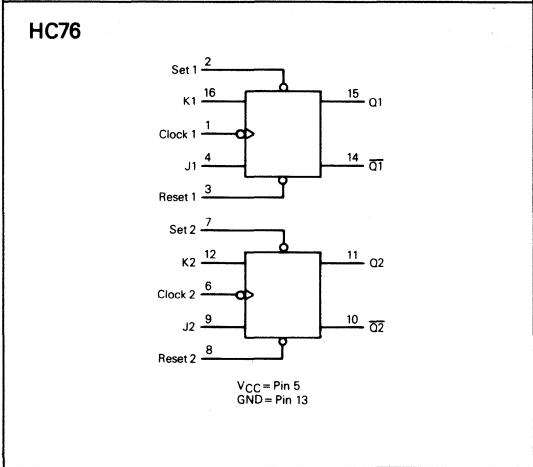 HC76
Set 1 2
K1 16 15 Q1
Clock 1 1
J1 4 14 Q̅1̅
Reset 1 3
Set 2 7
K2 12 11 Q2
Clock 2 6
J2 9 10 Q̅2̅
Reset 2 8
VCC = Pin 5
GND = Pin 13